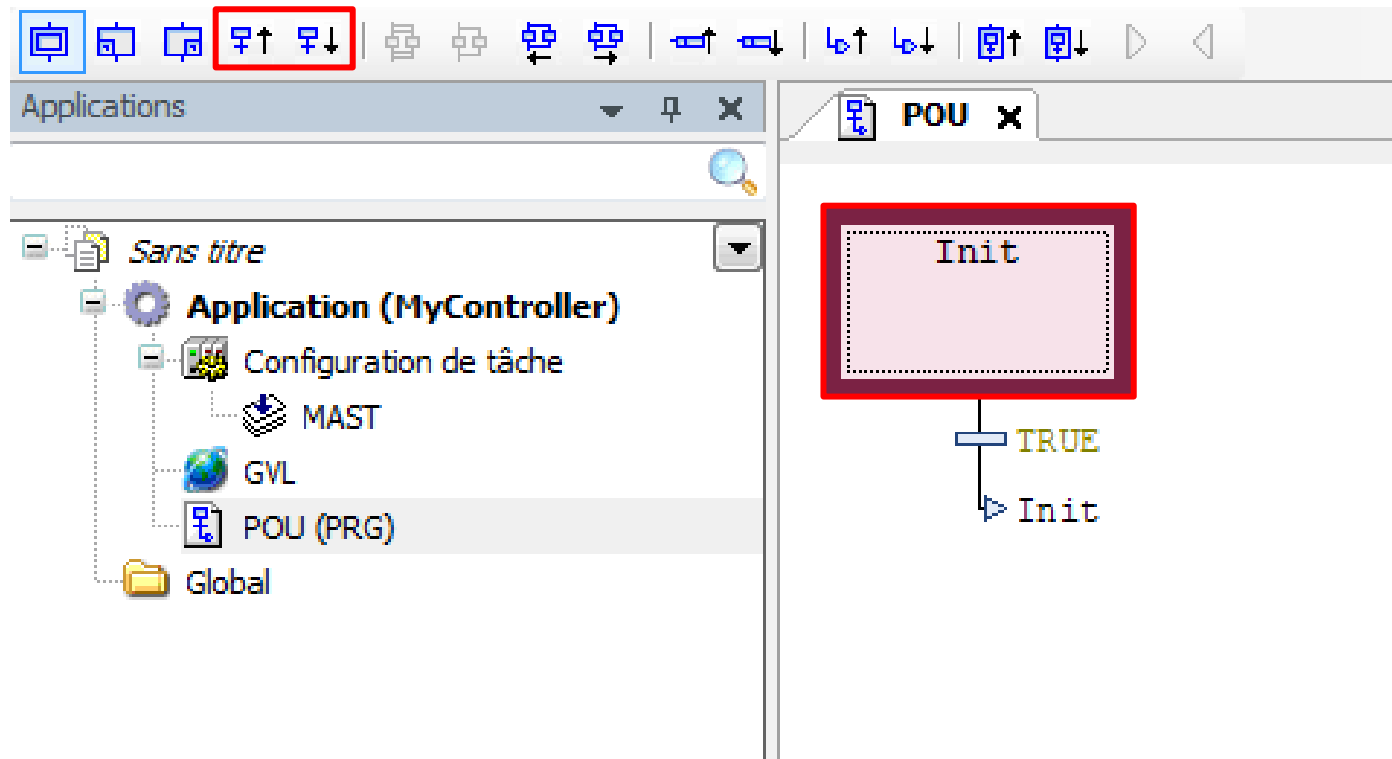 Applications
POU
Sans titre
Application (MyController)
Configuration de tâche
MAST
GVL
POU (PRG)
Global
Init
TRUE
Init